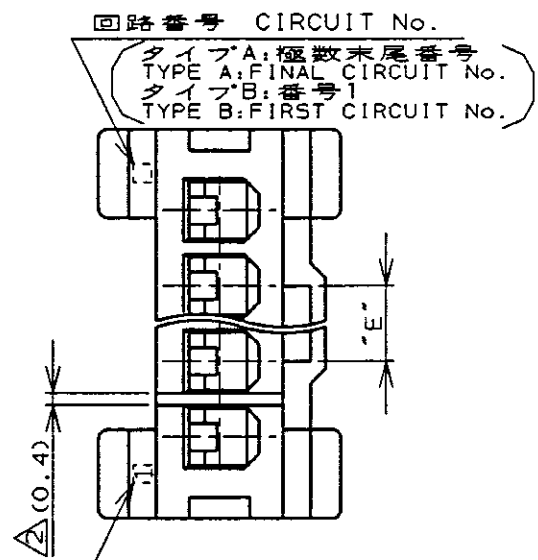 回路番号 CIRCUIT No.
タイプA:極数末尾番号
TYPE A:FINAL CIRCUIT No.
タイプB:番号1
TYPE B:FIRST CIRCUIT No.
"E"
2 (0.4)
1